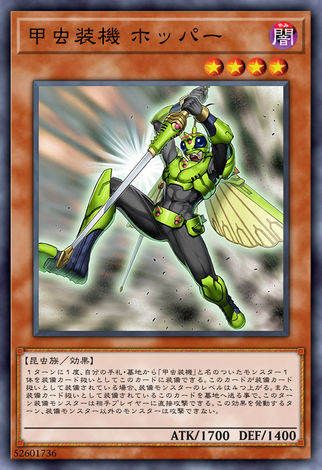 甲虫装機 ホッパー
やみ
闇
【昆虫族／効果】
１ターンに１度、自分の手札・墓地から「甲虫装機」と名のついたモンスター１
体を装備カード扱いとしてこのカードに装備できる。このカードが装備カード
扱いとして装備されている場合、装備モンスターのレベルは４つ上がる。また、
装備カード扱いとして装備されているこのカードを墓地へ送る事で、このター
ン装備モンスターは相手プレイヤーに直接攻撃できる。この効果を発動するタ
ーン、装備モンスター以外のモンスターは攻撃できない。
ATK/1700 DEF/1400
52601736